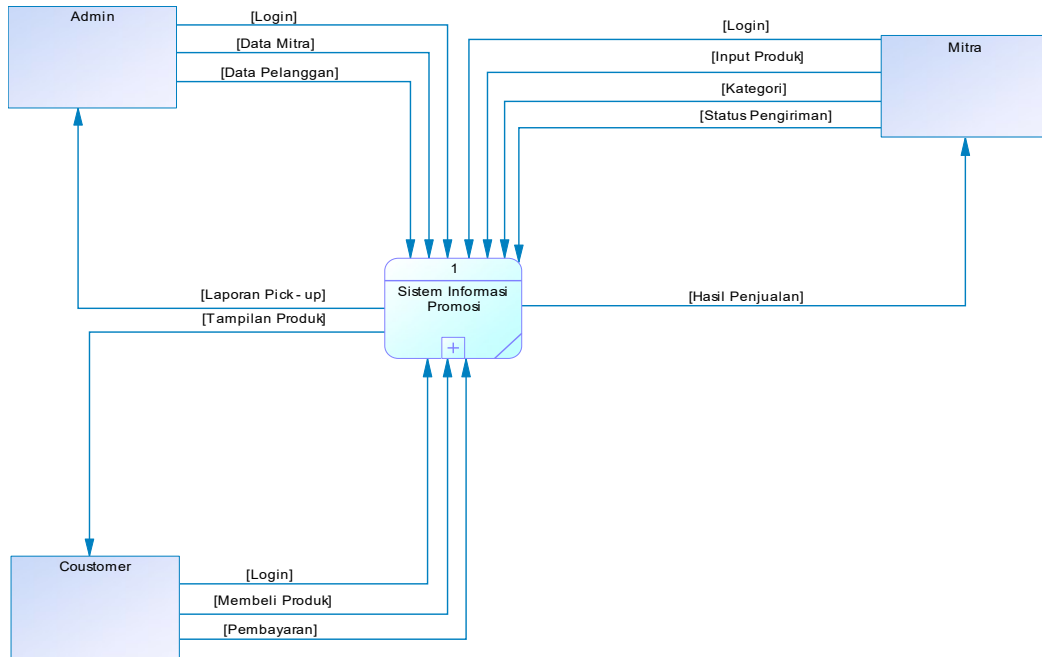 Admin
[Login]
[Data Mitra]
[Data Pelanggan]
[Login]
[Input Produk]
[Kategori]
[Status Pengiriman]
Mitra
1
Sistem Informasi
Promosi
[Laporan Pick - up]
[Tampilan Produk]
[Hasil Penjualan]
Coustomer
[Login]
[Membeli Produk]
[Pembayaran]